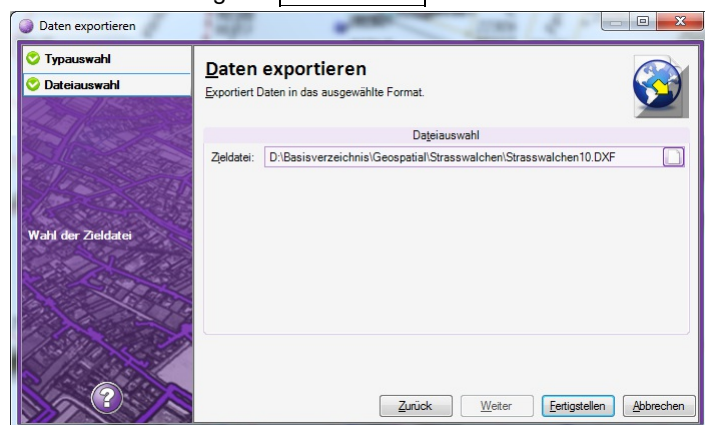 Daten exportieren
Typauswahl
Dateiauswahl
Wahl der Zieldatei
Daten exportieren
Exportiert Daten in das ausgewählte Format.
Dateiauswahl
Zieldatei: D:\Basisverzeichnis\Geospatial\Strasswalchen\Strasswalchen10.DXF
?
Zurück Weiter Fertigstellen Abbrechen